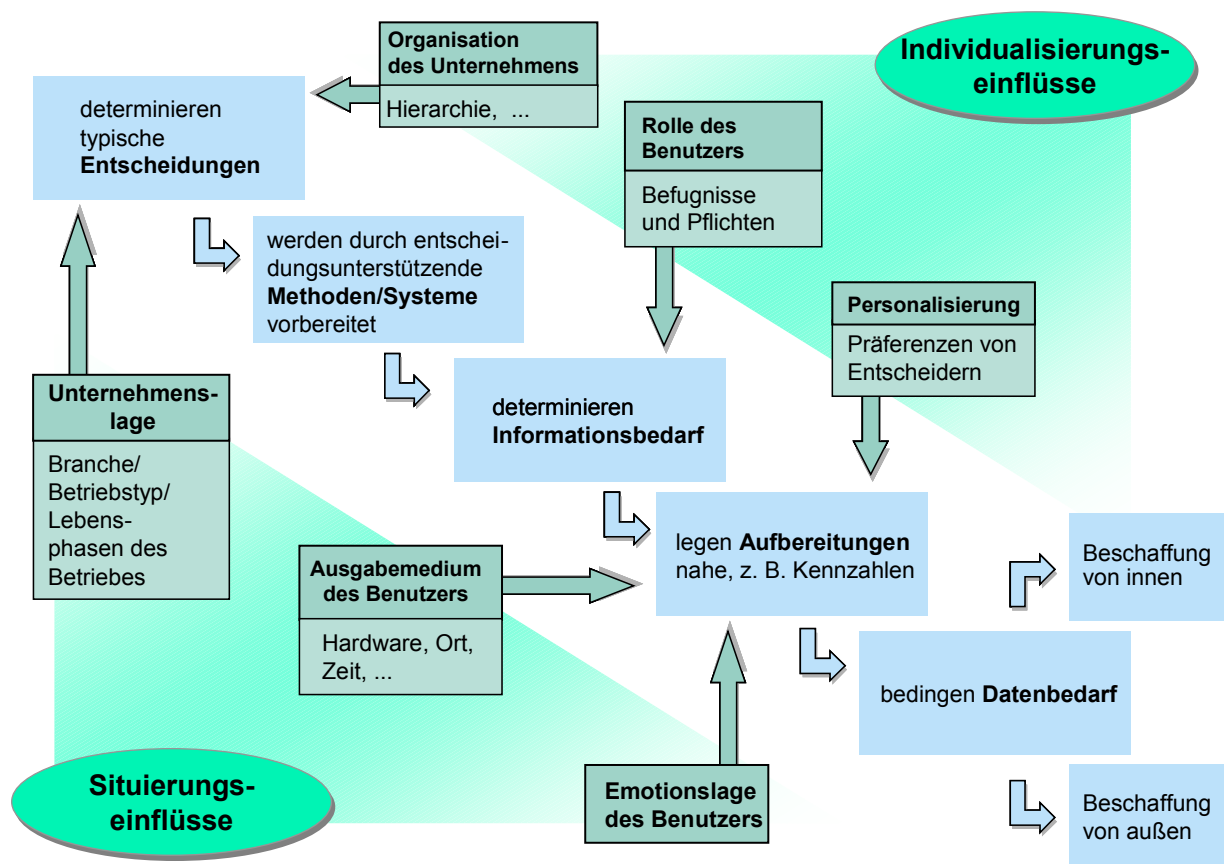 Organisation
des Unternehmens
Hierarchie, ...
Individualisierungs-
einflüsse
determinieren
typische
Entscheidungen
Rolle des
Benutzers
Befugnisse
und Pflichten
werden durch entschei-
dungsunterstützende
Methoden/Systeme
vorbereitet
Personalisierung
Präferenzen von
Entscheidern
Unternehmens-
lage
Branche/
Betriebstyp/
Lebens-
phasen des
Betriebes
determinieren
Informationsbedarf
Ausgabemedium
des Benutzers
Hardware, Ort,
Zeit, ...
legen Aufbereitungen
nahe, z. B. Kennzahlen
Beschaffung
von innen
bedingen Datenbedarf
Situierungs-
einflüsse
Emotionslage
des Benutzers
Beschaffung
von außen